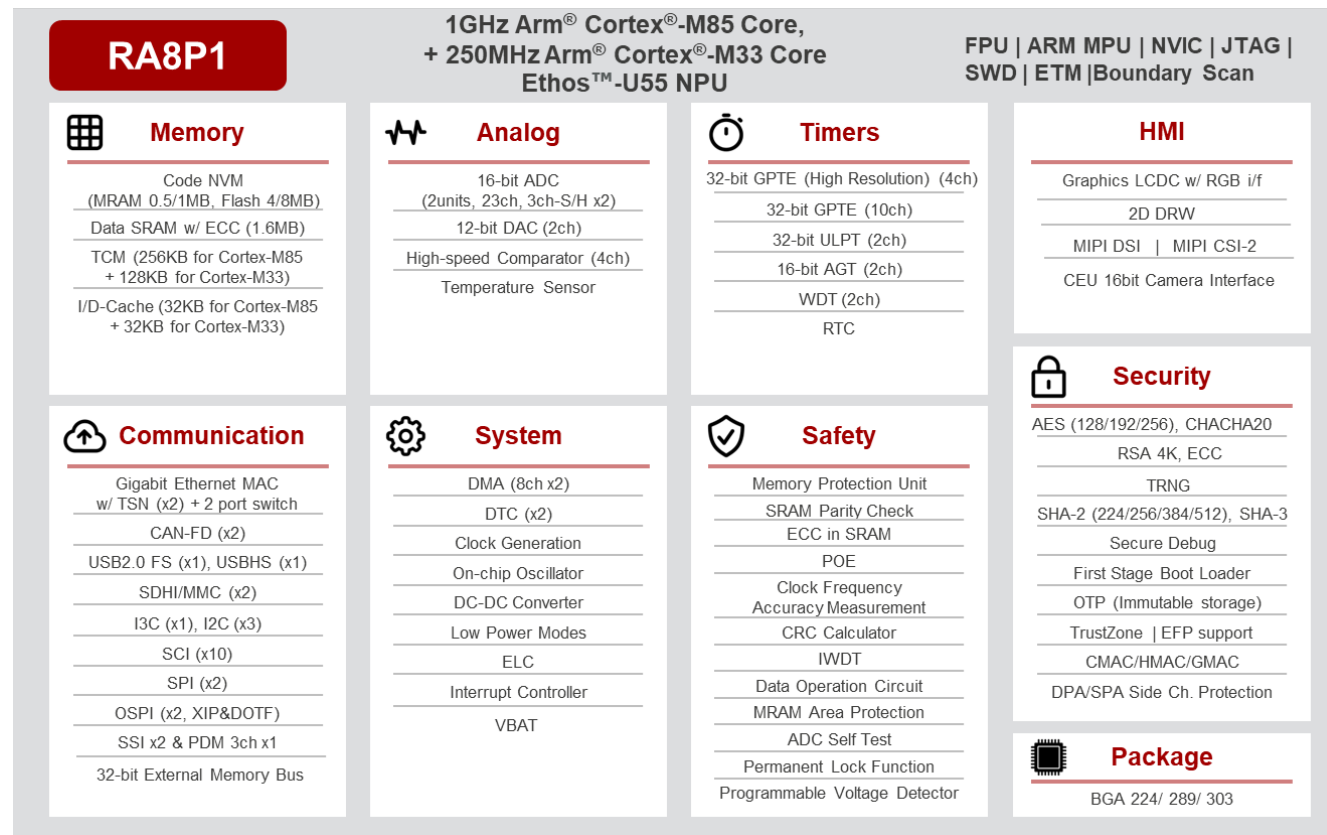 RA8P1
1GHz Arm® Cortex®-M85 Core,
+ 250MHz Arm® Cortex®-M33 Core
Ethos™-U55 NPU
FPU | ARM MPU | NVIC | JTAG |
SWD | ETM |Boundary Scan
Memory
Code NVM
(MRAM 0.5/1MB, Flash 4/8MB)
Data SRAM w/ ECC (1.6MB)
TCM (256KB for Cortex-M85
+ 128KB for Cortex-M33)
I/D-Cache (32KB for Cortex-M85
+ 32KB for Cortex-M33)
Analog
16-bit ADC
(2units, 23ch, 3ch-S/H x2)
12-bit DAC (2ch)
High-speed Comparator (4ch)
Temperature Sensor
Timers
32-bit GPTE (High Resolution) (4ch)
32-bit GPTE (10ch)
32-bit ULPT (2ch)
16-bit AGT (2ch)
WDT (2ch)
RTC
HMI
Graphics LCDC w/ RGB i/f
2D DRW
MIPI DSI | MIPI CSI-2
CEU 16bit Camera Interface
Communication
Gigabit Ethernet MAC
w/ TSN (x2) + 2 port switch
CAN-FD (x2)
USB2.0 FS (x1), USBHS (x1)
SDHI/MMC (x2)
I3C (x1), I2C (x3)
SCI (x10)
SPI (x2)
OSPI (x2, XIP&DOTF)
SSI x2 & PDM 3ch x1
32-bit External Memory Bus
System
DMA (8ch x2)
DTC (x2)
Clock Generation
On-chip Oscillator
DC-DC Converter
Low Power Modes
ELC
Interrupt Controller
VBAT
Safety
Memory Protection Unit
SRAM Parity Check
ECC in SRAM
POE
Clock Frequency
Accuracy Measurement
CRC Calculator
IWDT
Data Operation Circuit
MRAM Area Protection
ADC Self Test
Permanent Lock Function
Programmable Voltage Detector
Security
AES (128/192/256), CHACHA20
RSA 4K, ECC
TRNG
SHA-2 (224/256/384/512), SHA-3
Secure Debug
First Stage Boot Loader
OTP (Immutable storage)
TrustZone | EFP support
CMAC/HMAC/GMAC
DPA/SPA Side Ch. Protection
Package
BGA 224/ 289/ 303